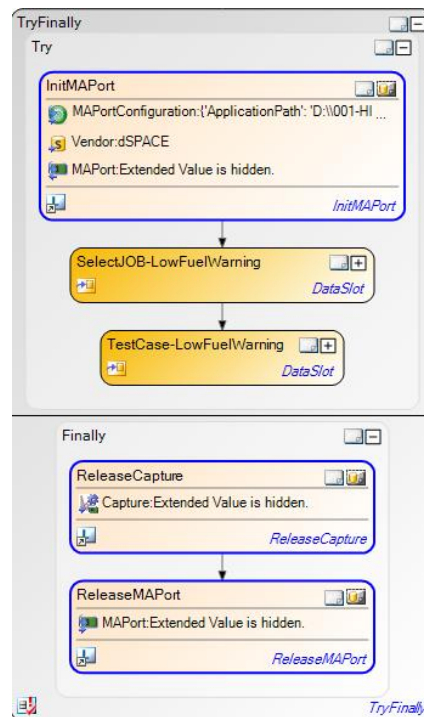 TryFinally
Try
InitMAPort
MAPortConfiguration:{'ApplicationPath': 'D:\\001-HI ...
Vendor:dSPACE
MAPort:Extended Value is hidden.
InitMAPort
SelectJOB-LowFuelWarning
DataSlot
TestCase-LowFuelWarning
DataSlot
Finally
ReleaseCapture
Capture:Extended Value is hidden.
ReleaseCapture
ReleaseMAPort
MAPort:Extended Value is hidden.
ReleaseMAPort
TryFinally